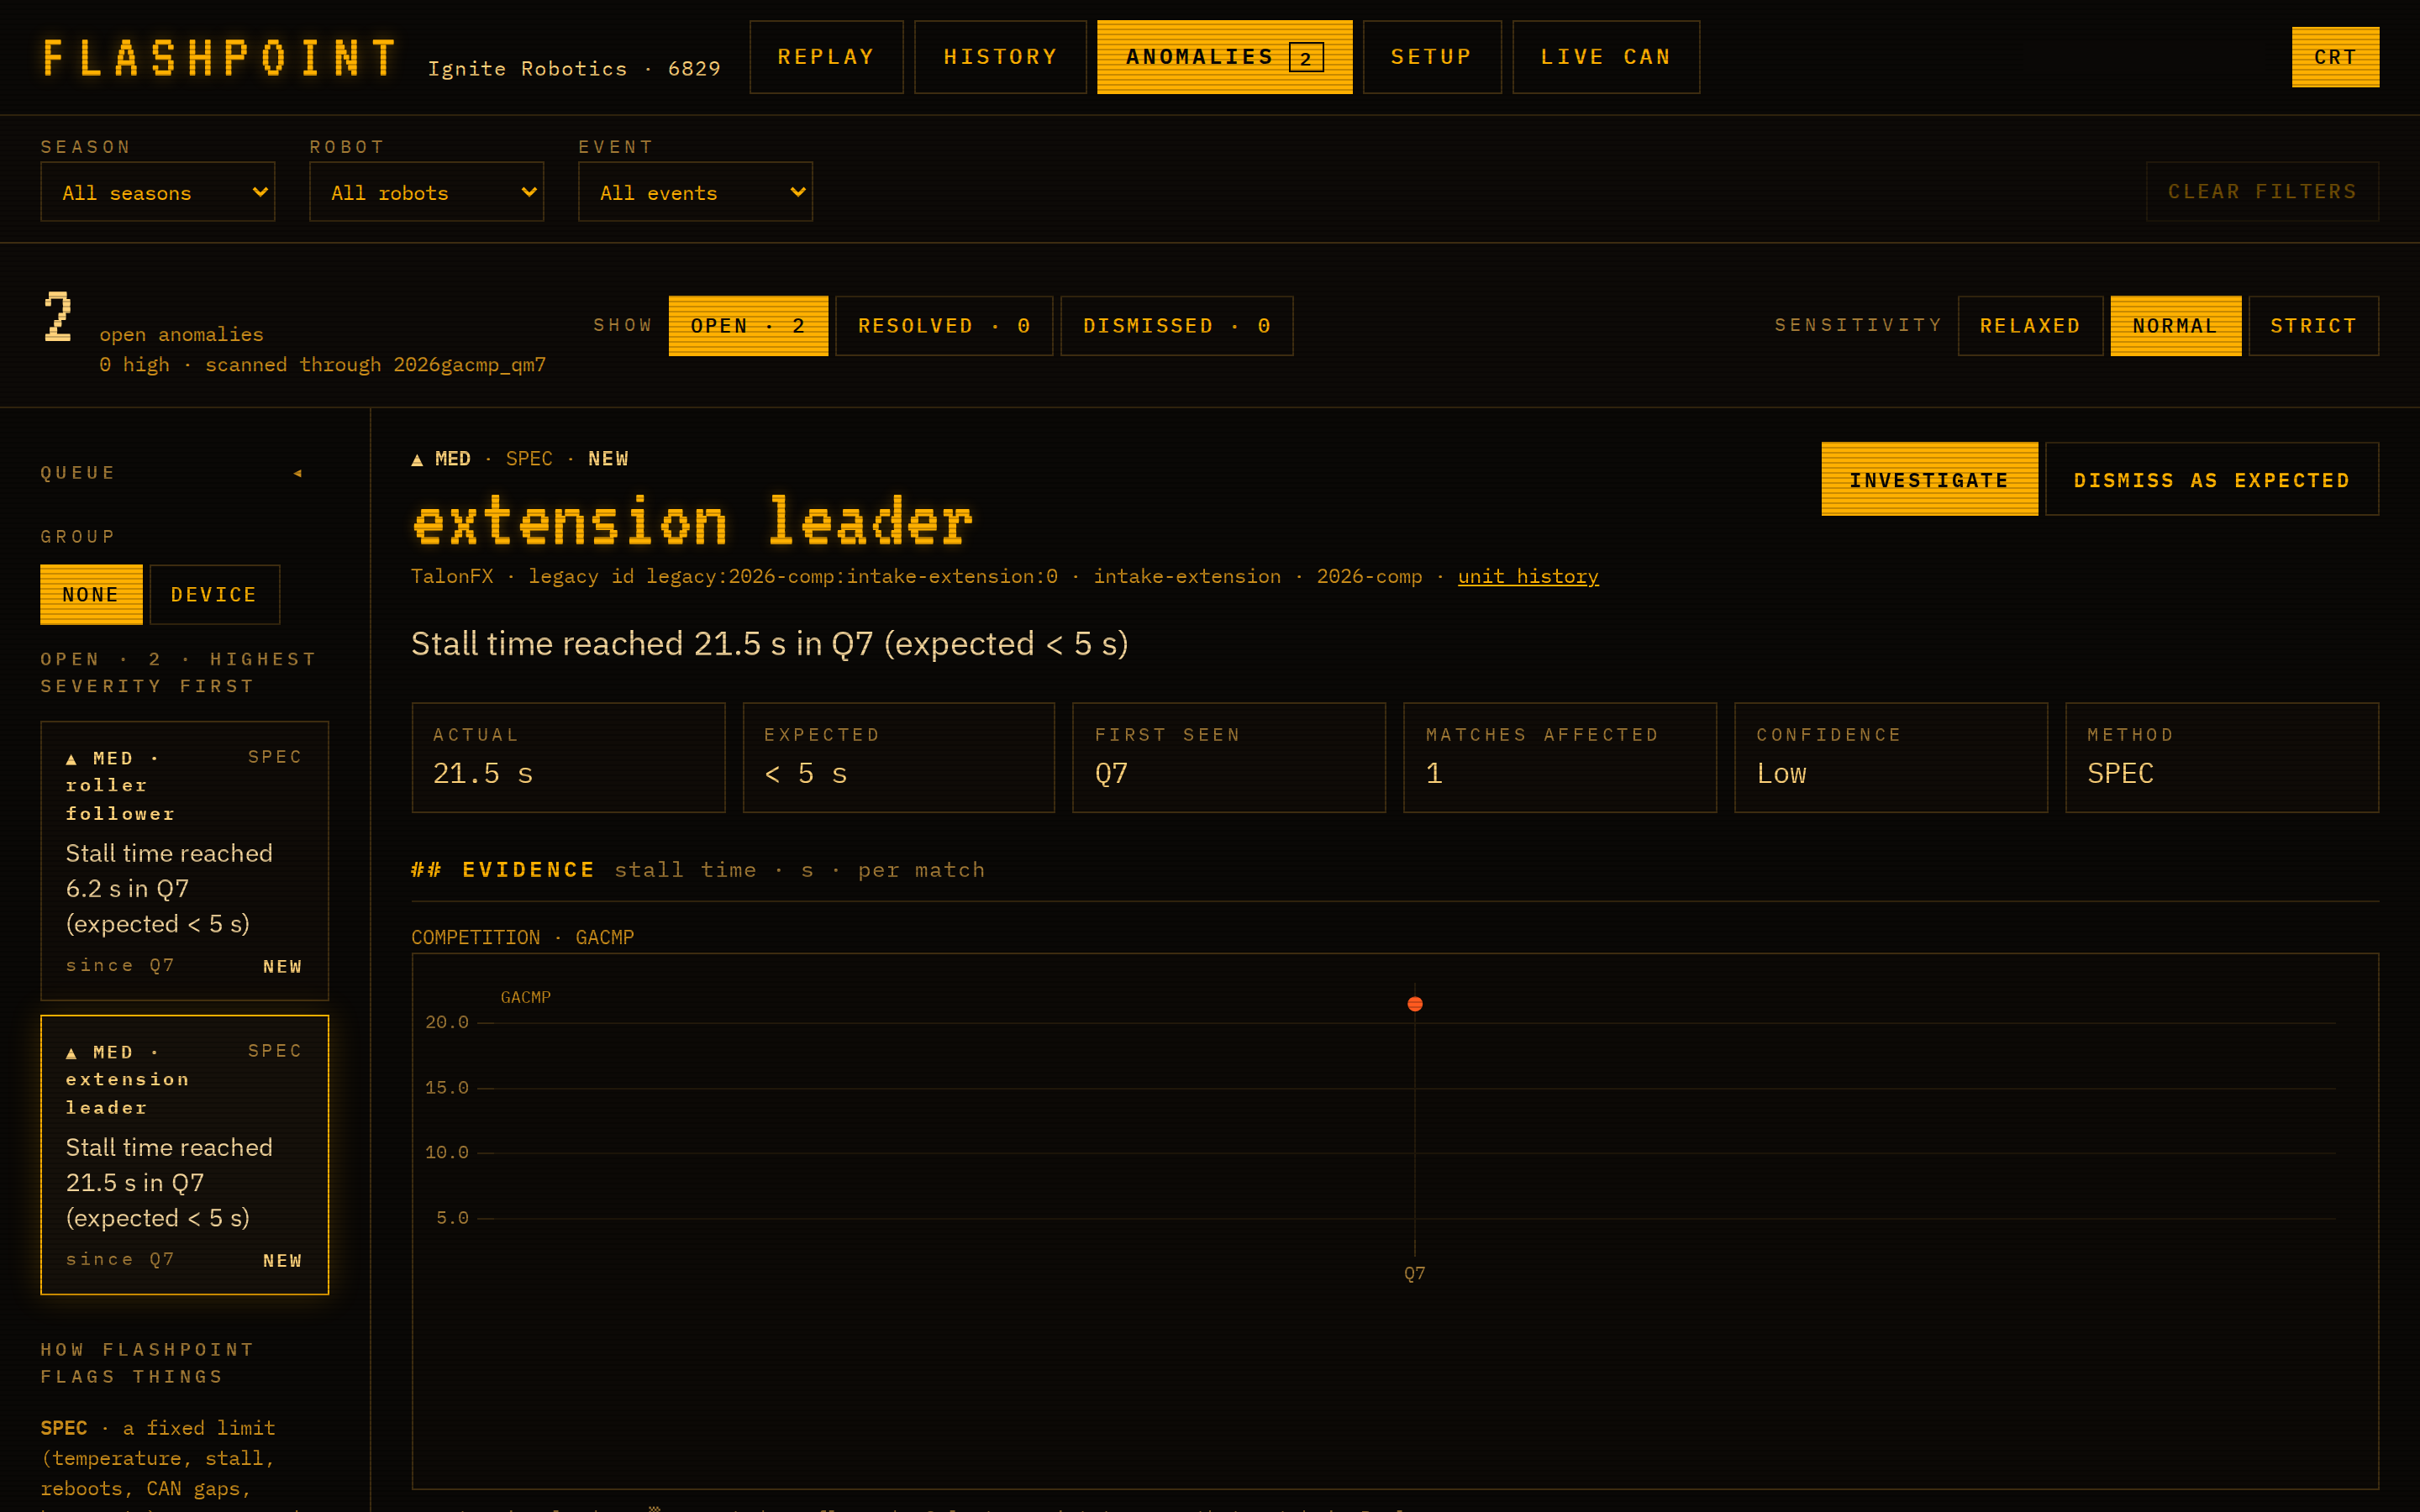 FLASHPOINT
Ignite Robotics · 6829
REPLAY
HISTORY
ANOMALIES 2
SETUP
LIVE CAN
CRT
SEASON
ROBOT
EVENT
All seasons
All robots
All events
CLEAR FILTERS
2
open anomalies
0 high · scanned through 2026gacmp_qm7
SHOW
OPEN · 2
RESOLVED · 0
DISMISSED · 0
SENSITIVITY
RELAXED
NORMAL
STRICT
QUEUE
GROUP
NONE
DEVICE
OPEN · 2 · HIGHEST
SEVERITY FIRST
▲ MED ·
roller
follower
SPEC
Stall time reached
6.2 s in Q7
(expected < 5 s)
since Q7
NEW
▲ MED ·
extension
leader
SPEC
Stall time reached
21.5 s in Q7
(expected < 5 s)
since Q7
NEW
HOW FLASHPOINT
FLAGS THINGS
SPEC · a fixed limit
(temperature, stall,
reboots, CAN gaps,
▲ MED · SPEC · NEW
extension leader
TalonFX · legacy id legacy:2026-comp:intake-extension:0 · intake-extension · 2026-comp · unit history
INVESTIGATE
DISMISS AS EXPECTED
Stall time reached 21.5 s in Q7 (expected < 5 s)
ACTUAL
21.5 s
EXPECTED
< 5 s
FIRST SEEN
Q7
MATCHES AFFECTED
1
CONFIDENCE
Low
METHOD
SPEC
## EVIDENCE stall time · s · per match
COMPETITION · GACMP
GACMP
20.0
15.0
10.0
5.0
Q7